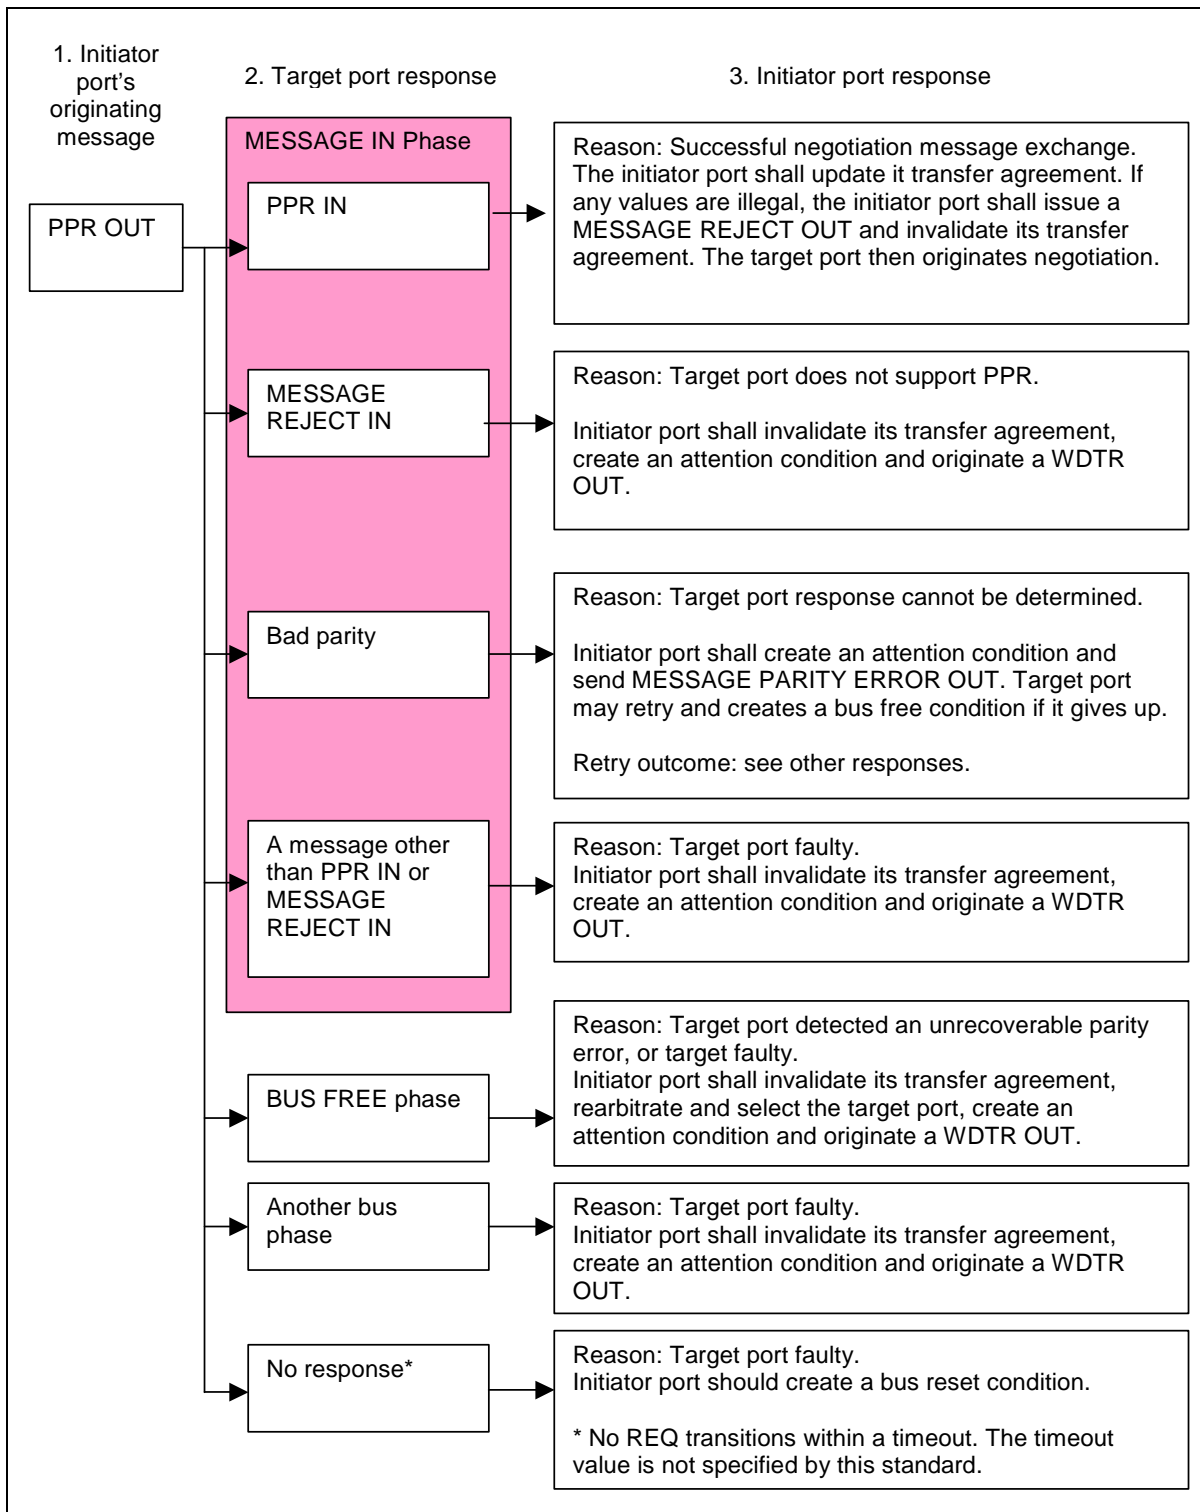 1. Initiator
port's
originating
message
2. Target port response
3. Initiator port response
PPR OUT
MESSAGE IN Phase
PPR IN
Reason: Successful negotiation message exchange.
The initiator port shall update it transfer agreement. If
any values are illegal, the initiator port shall issue a
MESSAGE REJECT OUT and invalidate its transfer
agreement. The target port then originates negotiation.
MESSAGE
REJECT IN
Reason: Target port does not support PPR.
Initiator port shall invalidate its transfer agreement,
create an attention condition and originate a WDTR
OUT.
Bad parity
Reason: Target port response cannot be determined.
Initiator port shall create an attention condition and
send MESSAGE PARITY ERROR OUT. Target port
may retry and creates a bus free condition if it gives up.
Retry outcome: see other responses.
A message other
than PPR IN or
MESSAGE
REJECT IN
Reason: Target port faulty.
Initiator port shall invalidate its transfer agreement,
create an attention condition and originate a WDTR
OUT.
BUS FREE phase
Reason: Target port detected an unrecoverable parity
error, or target faulty.
Initiator port shall invalidate its transfer agreement,
rearbitrate and select the target port, create an
attention condition and originate a WDTR OUT.
Another bus
phase
Reason: Target port faulty.
Initiator port shall invalidate its transfer agreement,
create an attention condition and originate a WDTR
OUT.
No response*
Reason: Target port faulty.
Initiator port should create a bus reset condition.
* No REQ transitions within a timeout. The timeout
value is not specified by this standard.